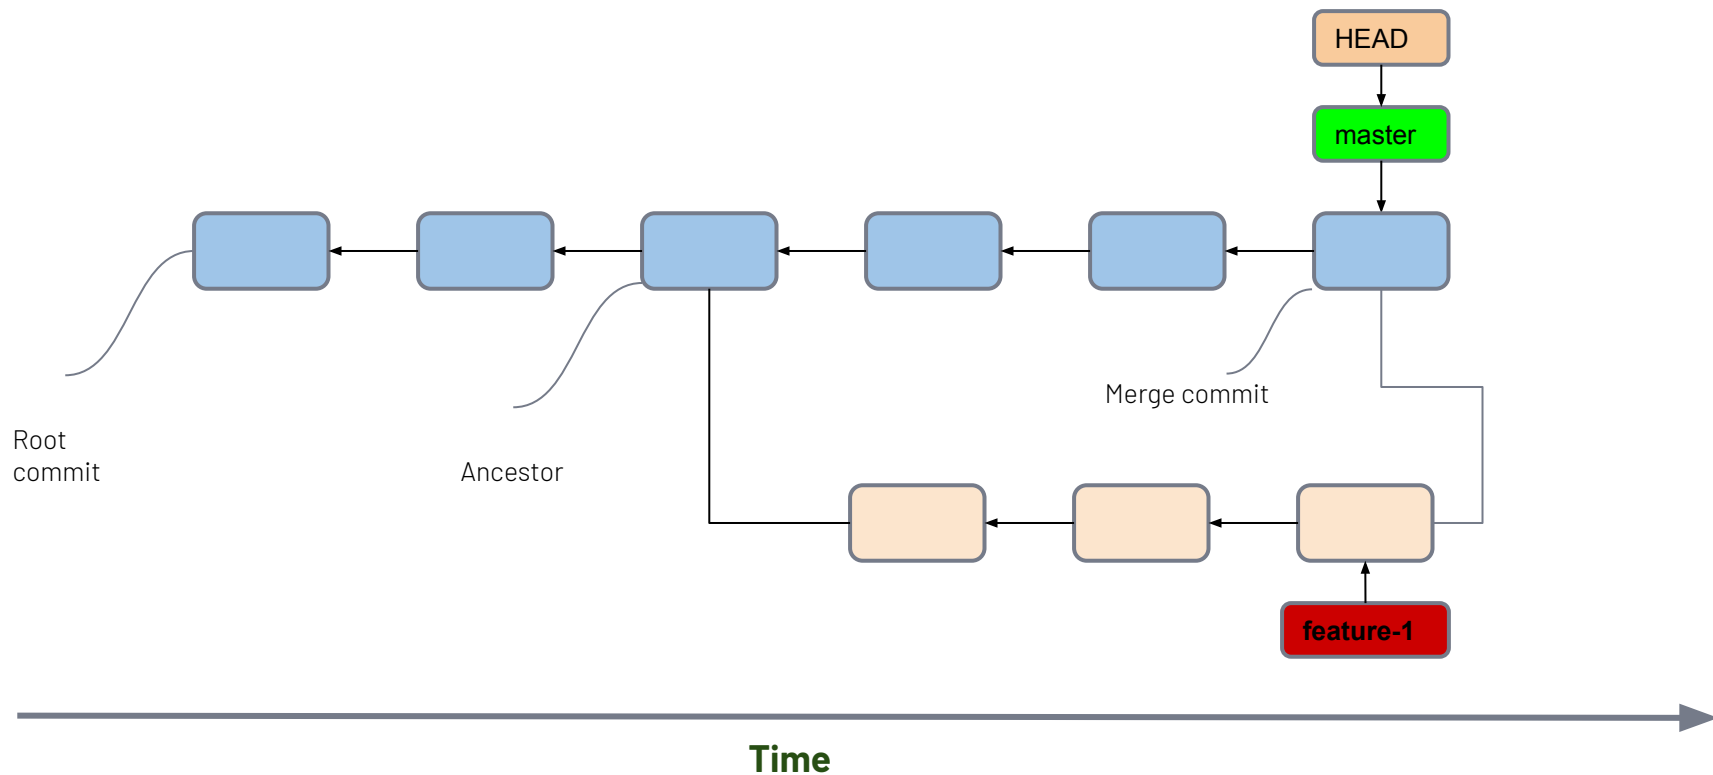 HEAD
master
Merge commit
Root
commit
Ancestor
feature-1
Time